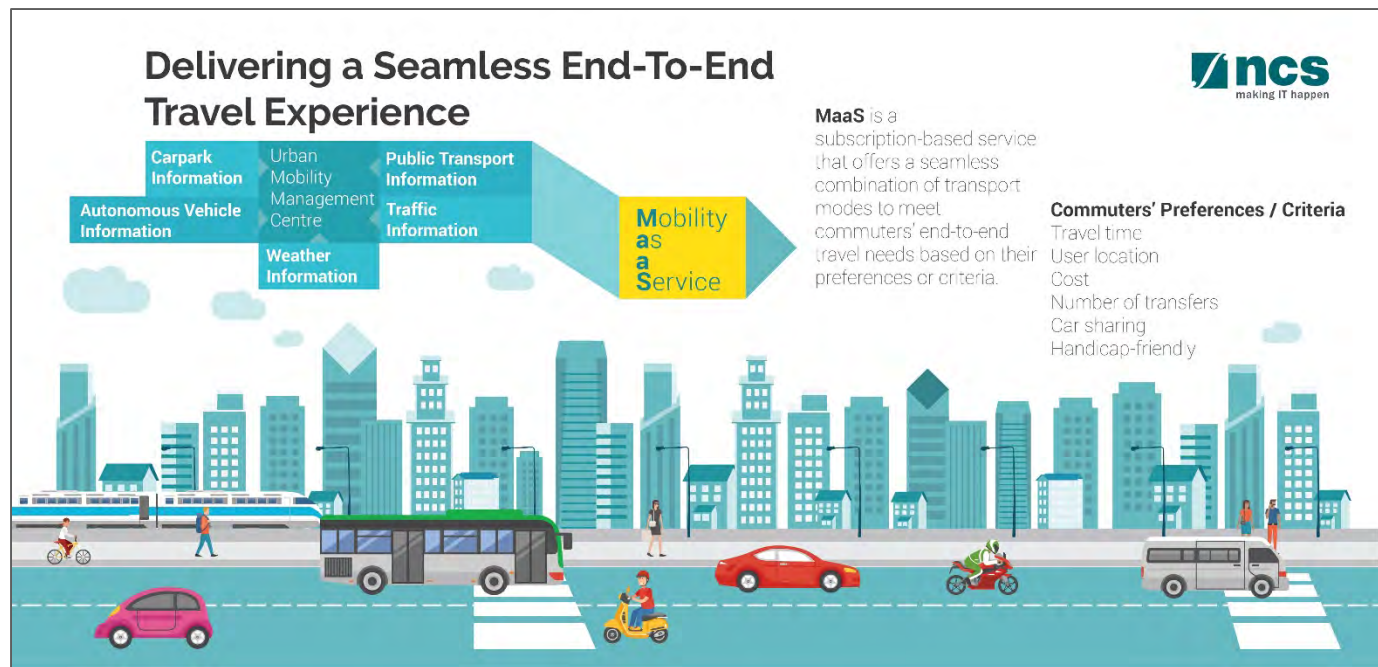 Delivering a Seamless End-To-End
Travel Experience
ncs
making IT happen
Carpark
Information
Urban
Mobility
Management
Centre
Public Transport
Information
Autonomous Vehicle
Information
Traffic
Information
Weather
Information
Mobility
as
a
Service
MaaS is a
subscription-based service
that offers a seamless
combination of transport
modes to meet
commuters' end-to-end
travel needs based on their
preferences or criteria.
Commuters' Preferences / Criteria
Travel time
User location
Cost
Number of transfers
Car sharing
Handicap-friendly